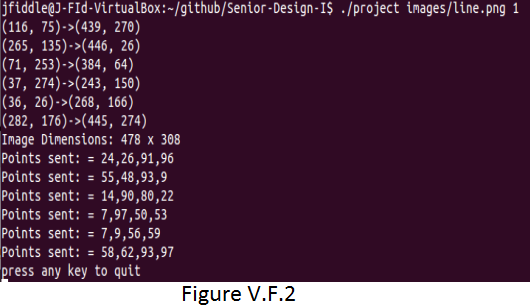 jfiddle@J-FId-VirtualBox:~/github/Senior-Design-I$ ./project images/line.png 1
(116, 75)->(439, 270)
(265, 135)->(446, 26)
(71, 253)->(384, 64)
(37, 274)->(243, 150)
(36, 26)->(268, 166)
(282, 176)->(445, 274)
Image Dimensions: 478 x 308
Points sent: = 24,26,91,96
Points sent: = 55,48,93,9
Points sent: = 14,90,80,22
Points sent: = 7,97,50,53
Points sent: = 7,9,56,59
Points sent: = 58,62,93,97
press any key to quit
Figure V.F.2